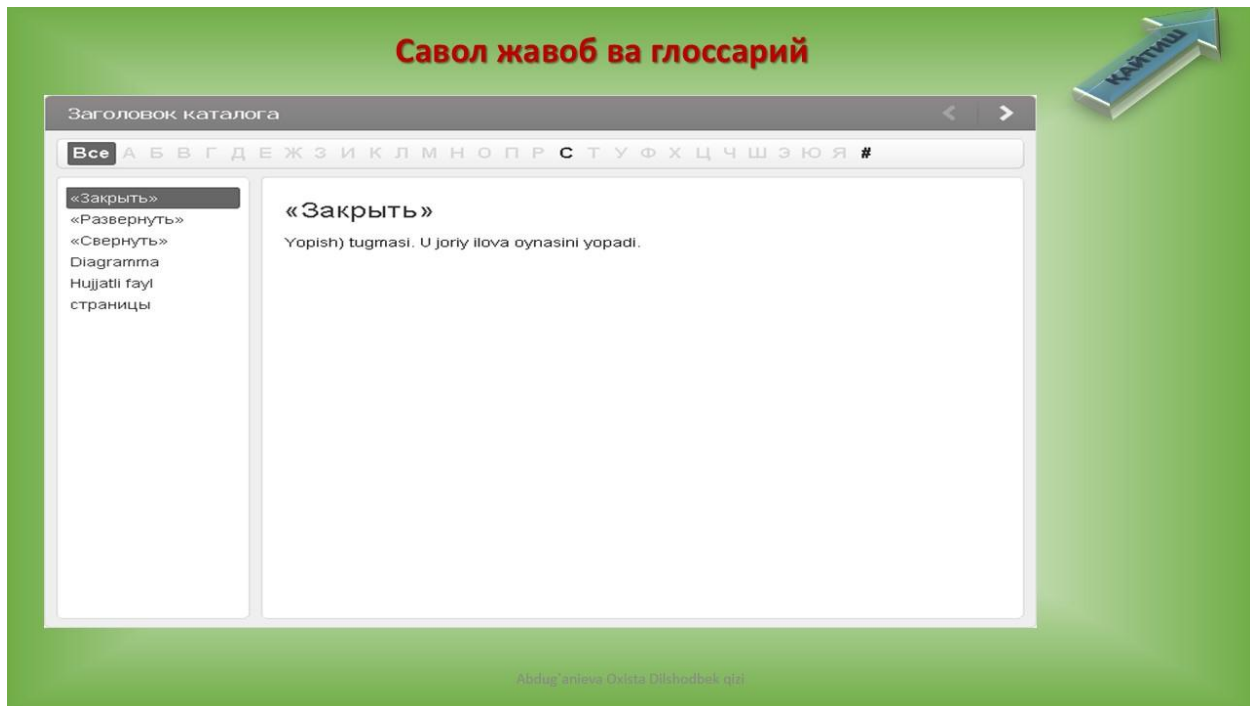 Савол жавоб ва глоссарий
ҚАЙТИШ
Заголовок каталога
Все А Б В Г Д Е Ж З И К Л М Н О П Р С Т У Ф Х Ц Ч Ш Э Ю Я #
«Закрыть»
«Развернуть»
«Свернуть»
Diagramma
Hujjatli fayl
страницы
«Закрыть»
Yopish) tugmasi. U joriy ilova oynasini yopadi.
Abdug`anieva Oxista Dilshodbek qizi